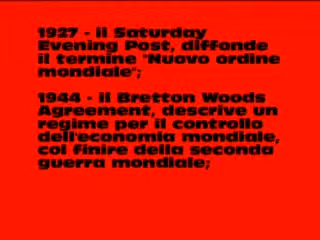 1927 - il Saturday
Evening Post, diffonde
il termine "Nuovo ordine
mondiale";
1944 - il Bretton Woods
Agreement, descrive un
regime per il controllo
dell'economia mondiale,
col finire della seconda
guerra mondiale;